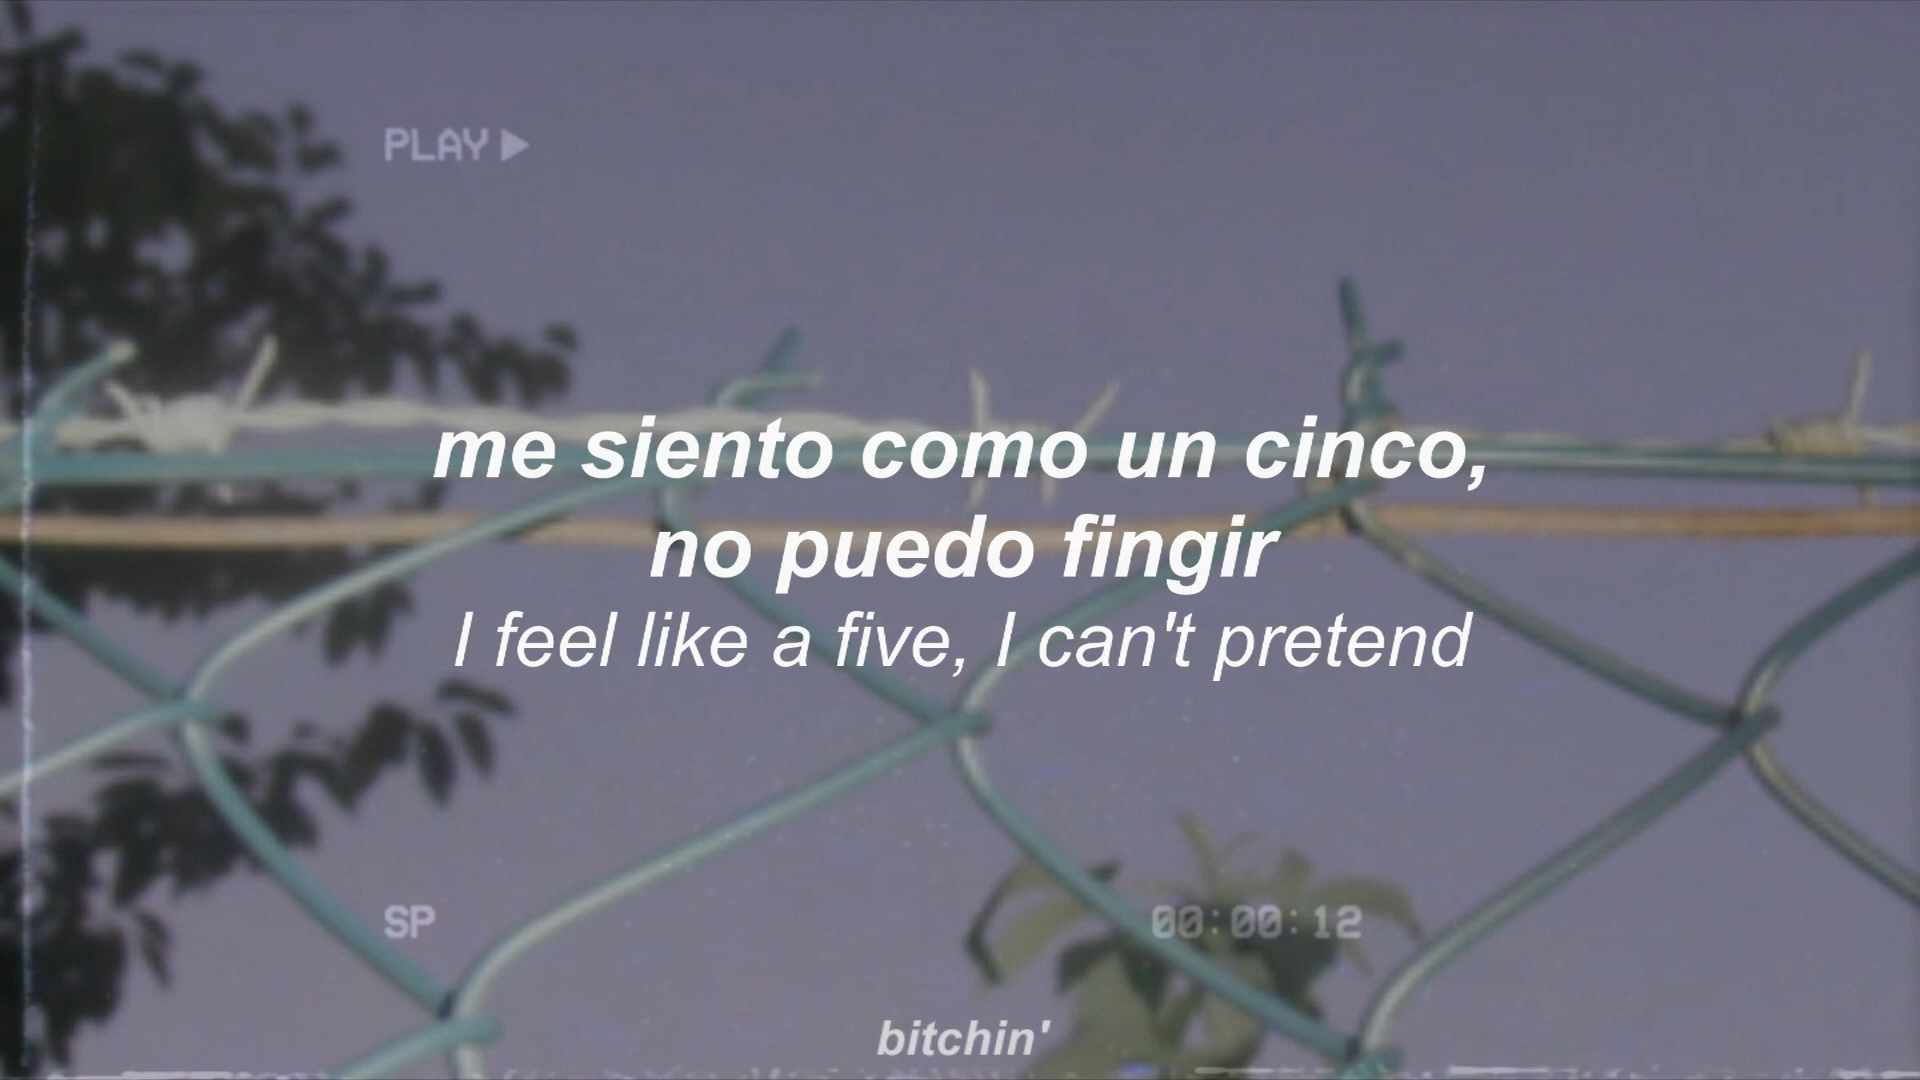 PLAY
me siento como un cinco,
no puedo fingir
I feel like a five, I can't pretend
SP
00:00:12
bitchin'